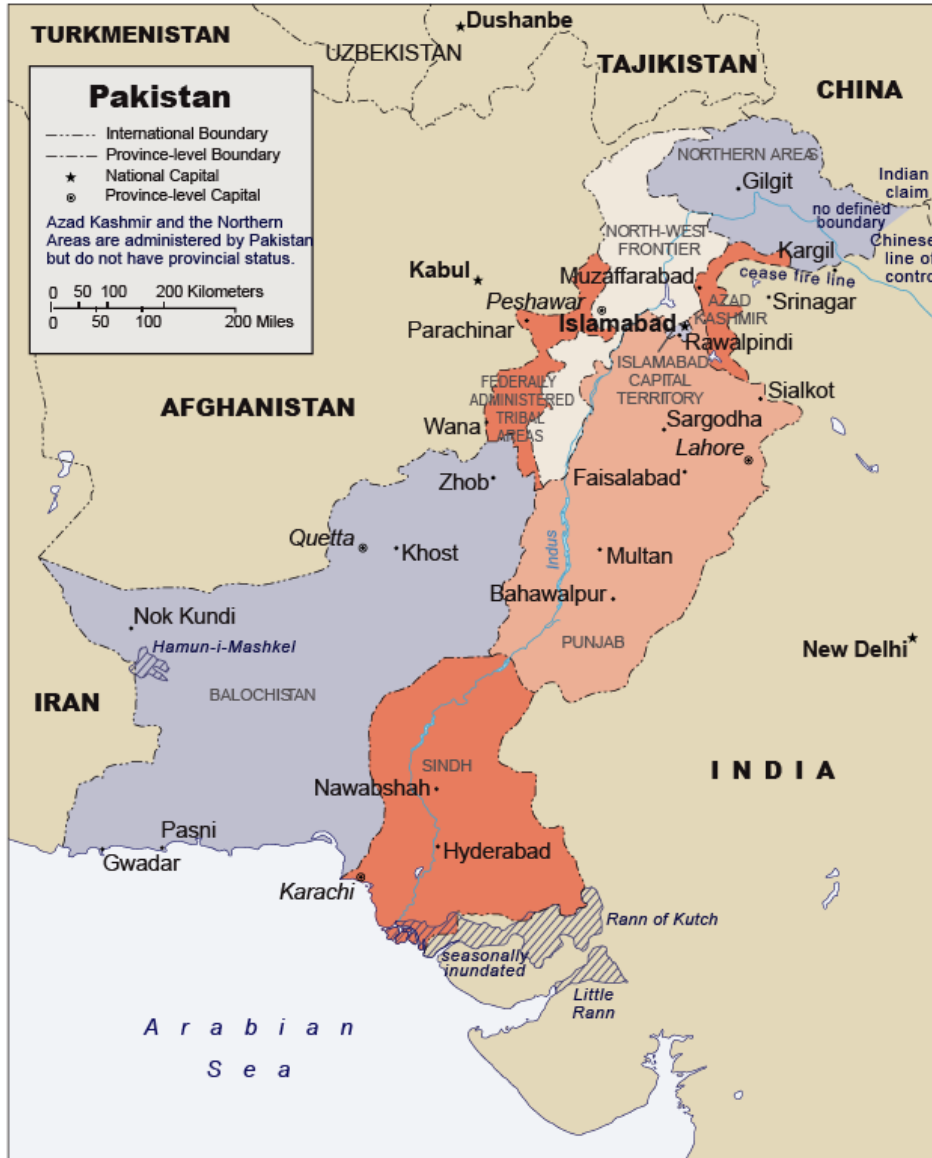 TURKMENISTAN
UZBEKISTAN
Dushanbe
TAJIKISTAN
CHINA
Pakistan
International Boundary
Province-level Boundary
National Capital
Province-level Capital
Azad Kashmir and the Northern
Areas are administered by Pakistan
but do not have provincial status.
0 50 100 200 Kilometers
0 50 100 200 Miles
NORTHERN AREAS
Gilgit
Indian
claim
no defined
boundary
Chinese
line of
control
NORTH-WEST
FRONTIER
Kargil
cease fire line
Kabul
Muzaffarabad
Peshawar
AZAD
KASHMIR
Srinagar
Parachinar
Islamabad
Rawalpindi
ISLAMABAD
CAPITAL
TERRITORY
FEDERALLY
ADMINISTERED
TRIBAL
AREAS
Sialkot
AFGHANISTAN
Wana
Sargodha
Lahore
Zhob
Faisalabad
Quetta
Khost
Indus
Multan
Bahawalpur
Nok Kundi
Hamun-i-Mashkel
PUNJAB
New Delhi
IRAN
BALOCHISTAN
SINDH
INDIA
Nawabshah
Pasni
Gwadar
Hyderabad
Karachi
Rann of Kutch
seasonally
inundated
Little
Rann
Arabian
Sea